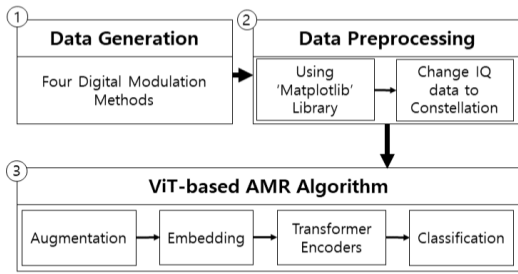 1
Data Generation
Four Digital Modulation
Methods
2
Data Preprocessing
Using
'Matplotlib'
Library
Change IQ
data to
Constellation
3
ViT-based AMR Algorithm
Augmentation
Embedding
Transformer
Encoders
Classification